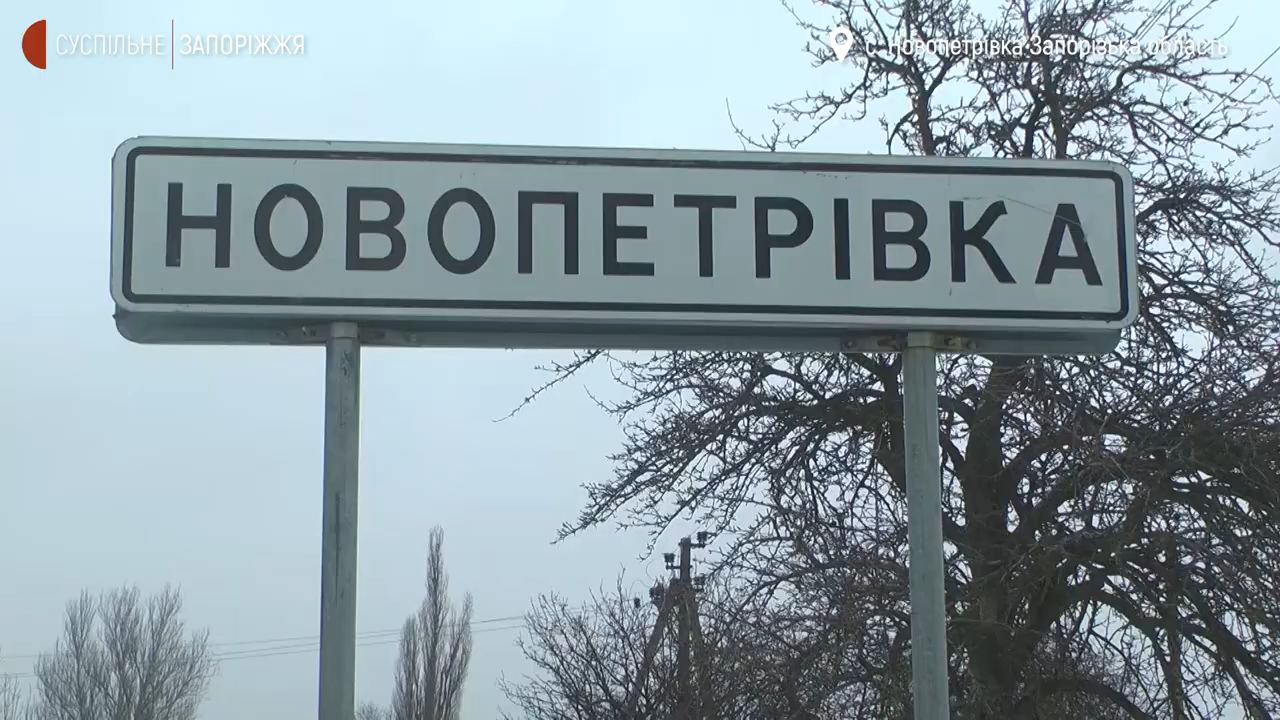 СУСПІЛЬНЕ ЗАПОРІЖЖЯ
с. Новопетрівка Запорізька область
НОВОПЕТРІВКА